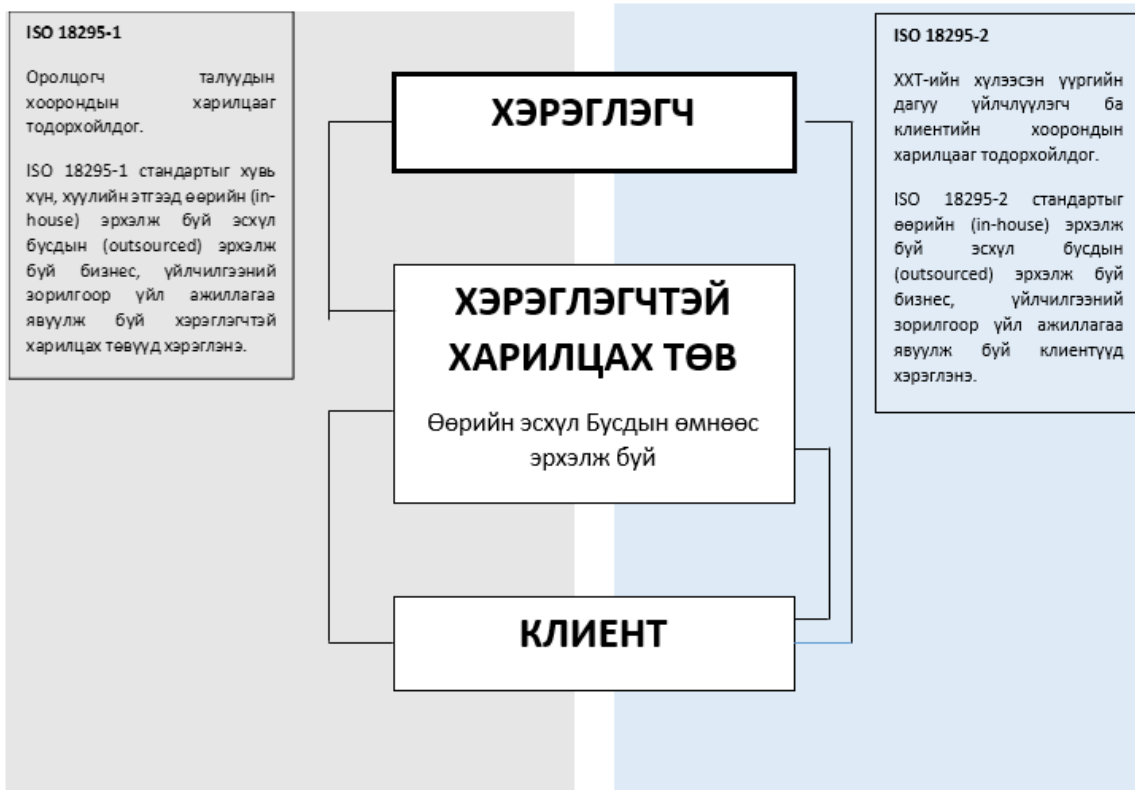 ISO 18295-1
Оролцогч талуудын
хоорондын харилцааг
тодорхойлдог.
ISO 18295-1 стандартыг хувь
хүн, хуулийн этгээд өөрийн (in-
house) эрхэлж буй эсхүл
бусдын (outsourced) эрхэлж
буй бизнес, үйлчилгээний
зорилгоор үйл ажиллагаа
явуулж буй хэрэглэгчтэй
харилцах төвүүд хэрэглэнэ.
ХЭРЭГЛЭГЧ
ХЭРЭГЛЭГЧТЭЙ
ХАРИЛЦАХ ТӨВ
Өөрийн эсхүл Бусдын өмнөөс
эрхэлж буй
КЛИЕНТ
ISO 18295-2
ХХТ-ийн хүлээсэн үүргийн
дагуу үйлчлүүлэгч ба
клиентийн хоорондын
харилцааг тодорхойлдог.
ISO 18295-2 стандартыг
өөрийн (in-house) эрхэлж
буй эсхүл бусдын
(outsourced) эрхэлж буй
бизнес, үйлчилгээний
зорилгоор үйл ажиллагаа
явуулж буй клиентүүд
хэрэглэнэ.